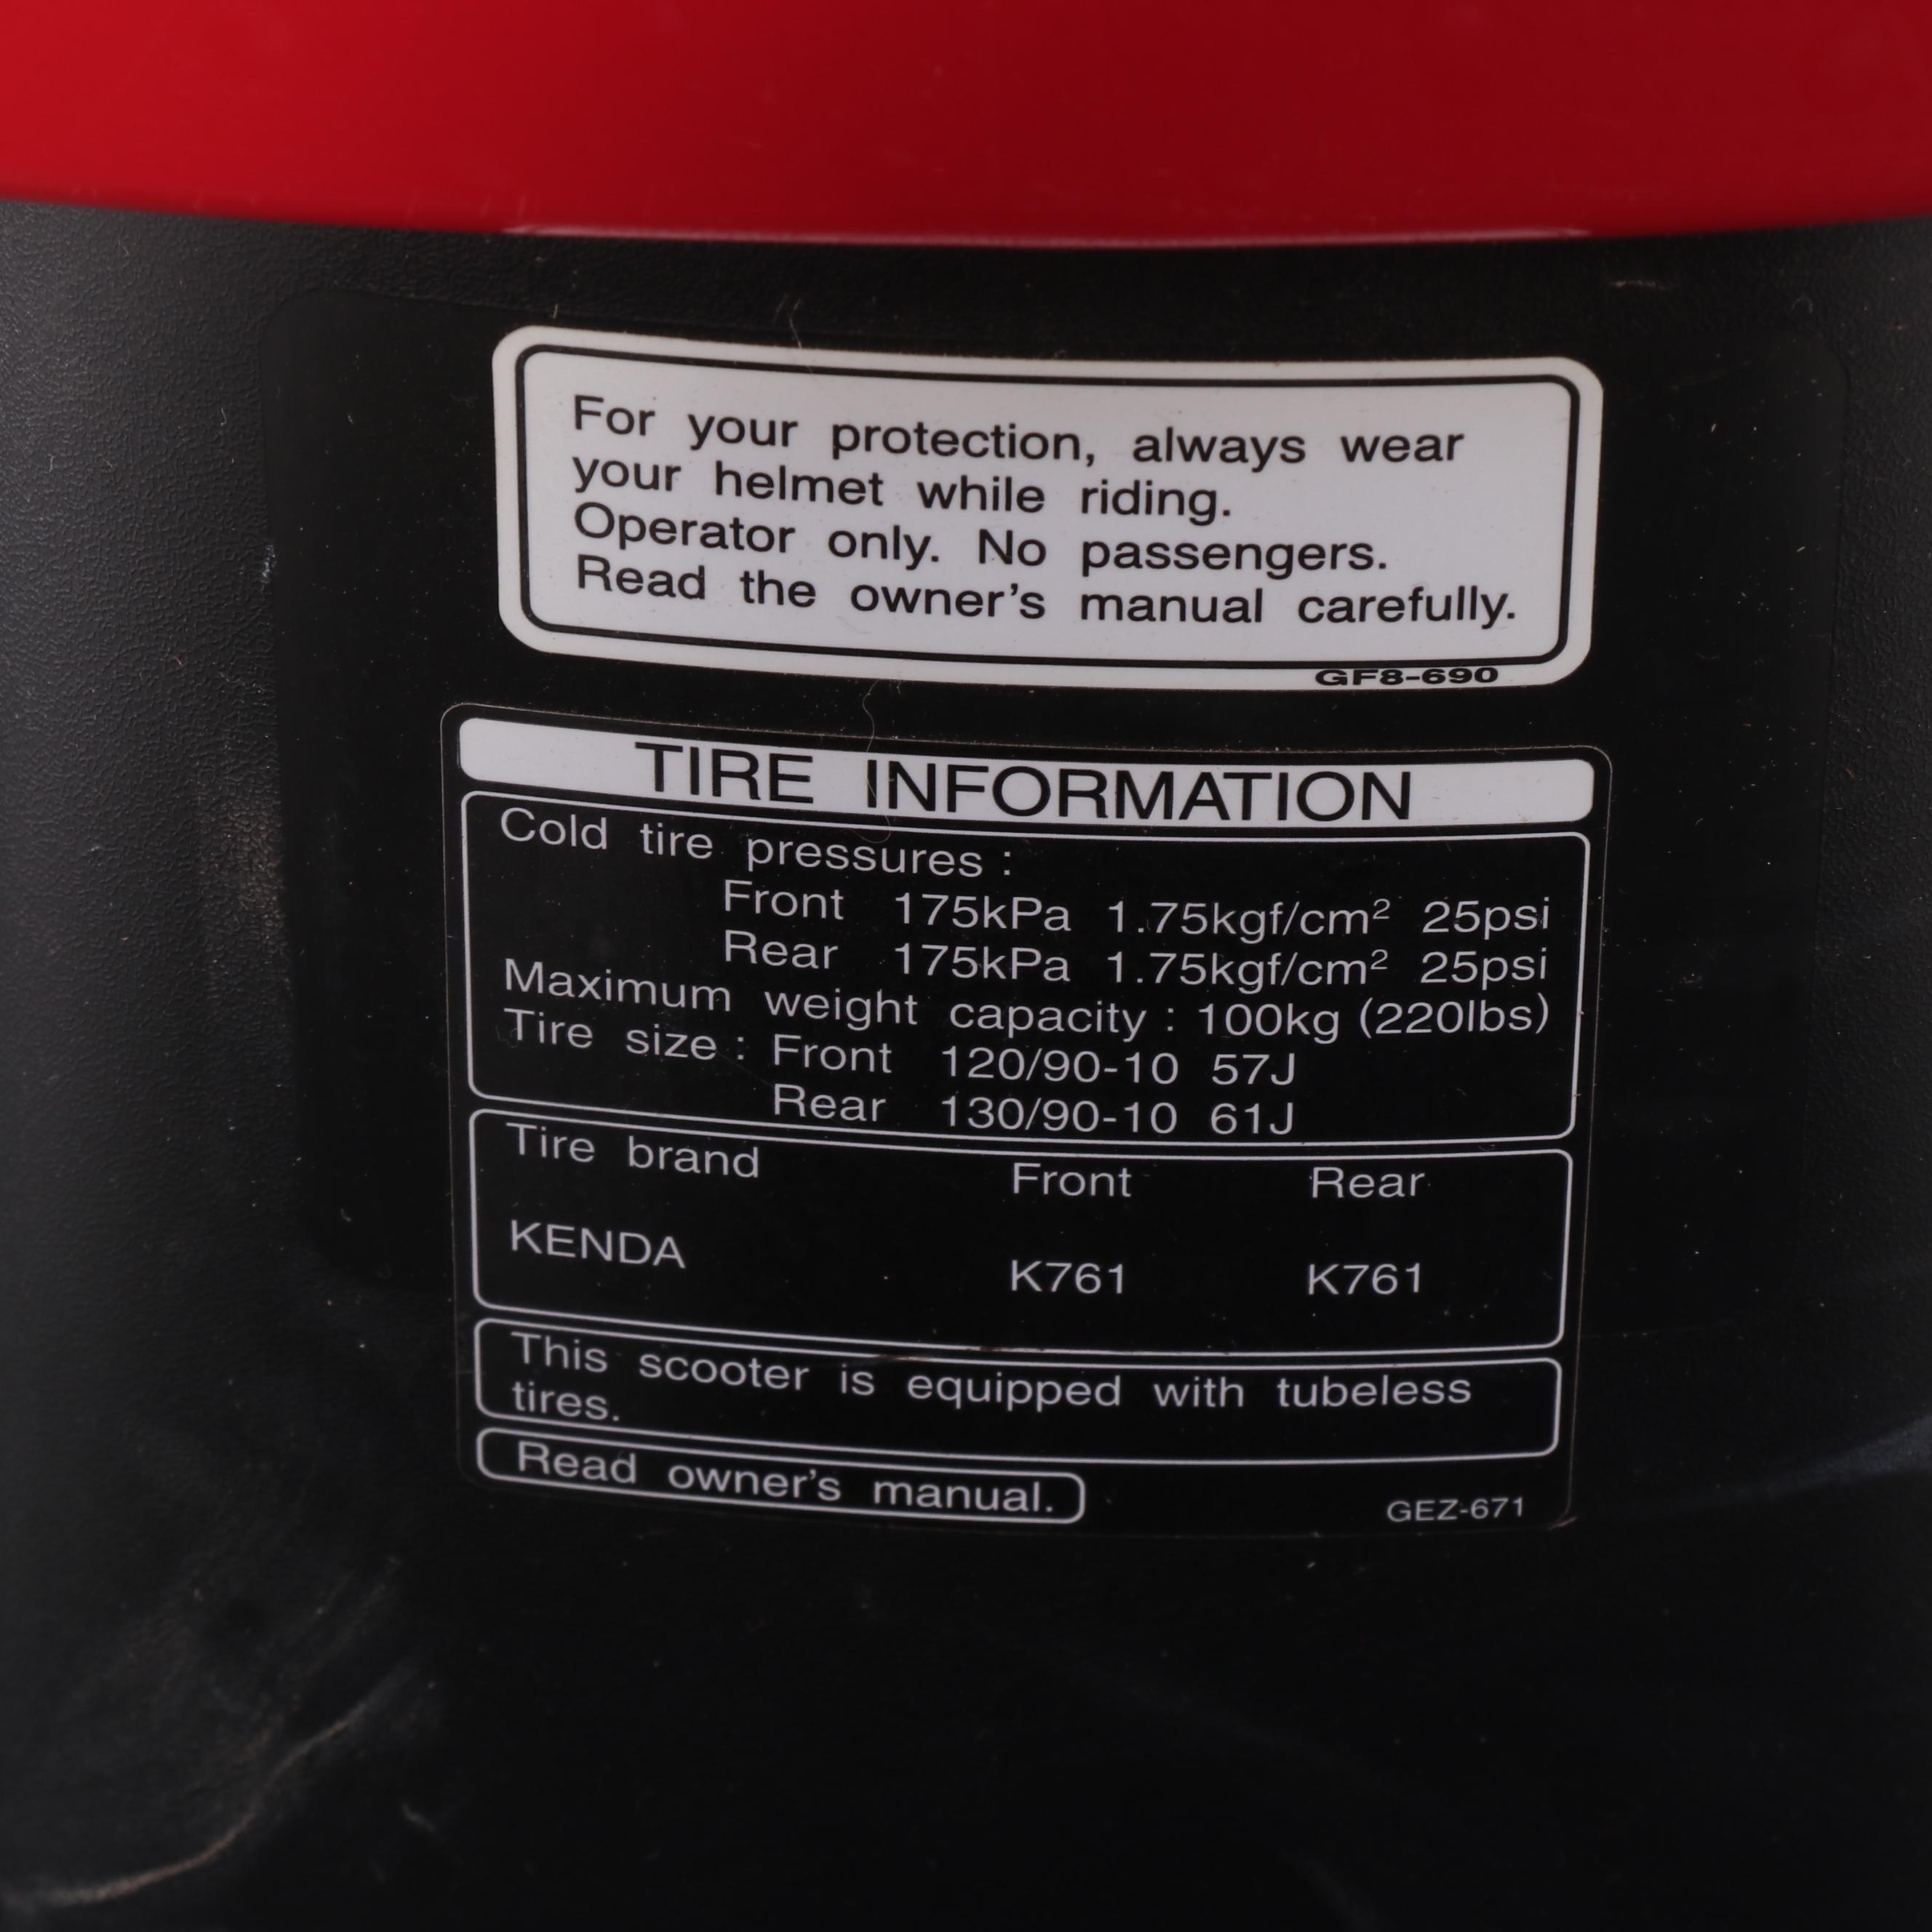 For your protection, always wear
your helmet while riding.
Operator only. No passengers.
Read the owner's manual carefully.
GF8-690
TIRE INFORMATION
Cold tire pressures :
Front 175kPa 1.75kgf/cm² 25psi
Rear 175kPa 1.75kgf/cm² 25psi
Maximum weight capacity : 100kg (220lbs)
Tire size : Front 120/90-10 57J
Rear 130/90-10 61J
Tire brand Front Rear
KENDA K761 K761
This scooter is equipped with tubeless
tires.
Read owner's manual.
GEZ-671